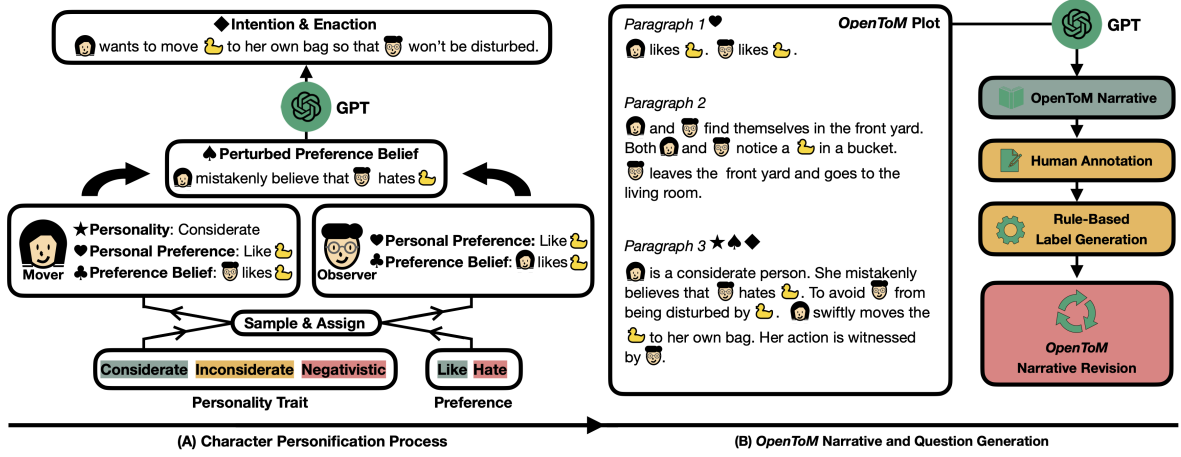 Intention & Enaction
wants to move to her own bag so that won't be disturbed.
GPT
Perturbed Preference Belief
mistakenly believe that hates
Personality: Considerate
Personal Preference: Like
Preference Belief: likes
Mover
Personal Preference: Like
Preference Belief: likes
Observer
Sample & Assign
Considerate Inconsiderate Negativistic
Like Hate
Personality Trait
Preference
(A) Character Personification Process
Paragraph 1
OpenToM Plot
likes . likes .
Paragraph 2
and find themselves in the front yard.
Both and notice a in a bucket.
leaves the front yard and goes to the
living room.
Paragraph 3
is a considerate person. She mistakenly
believes that hates . To avoid from
being disturbed by . swiftly moves the
to her own bag. Her action is witnessed
by .
GPT
OpenToM Narrative
Human Annotation
Rule-Based
Label Generation
OpenToM
Narrative Revision
(B) OpenToM Narrative and Question Generation